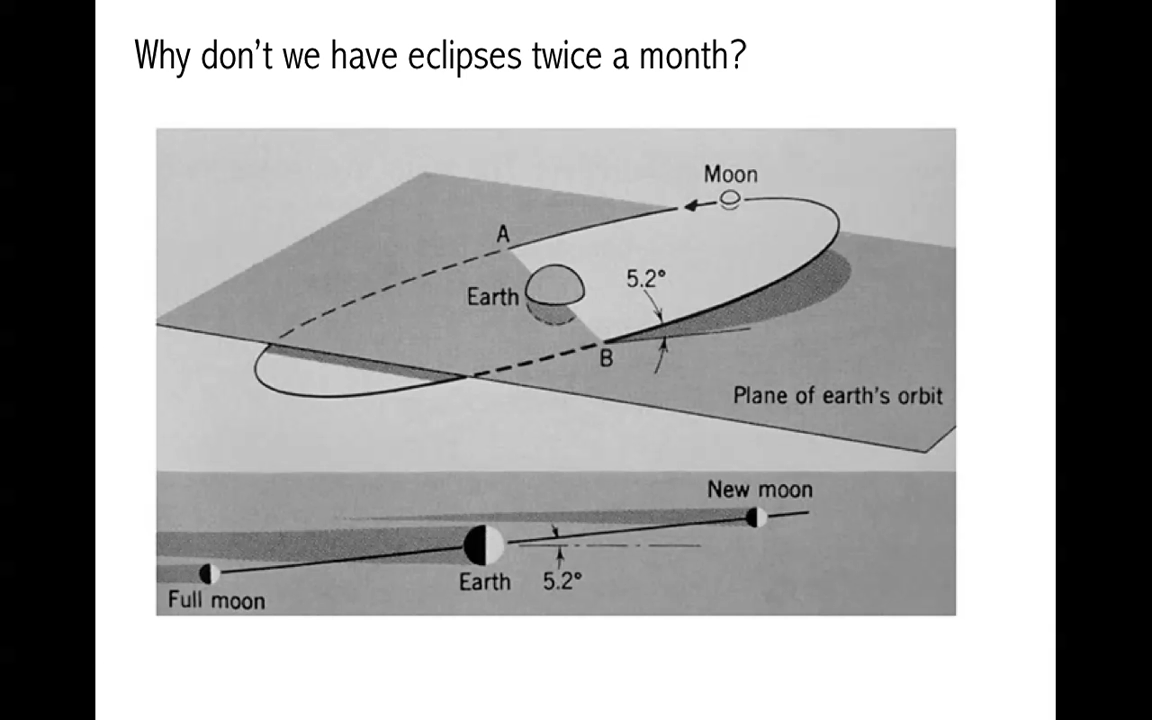 Why don't we have eclipses twice a month?
Moon
A
5.2°
Earth
B
Plane of earth's orbit
New moon
Earth 5.2°
Full moon